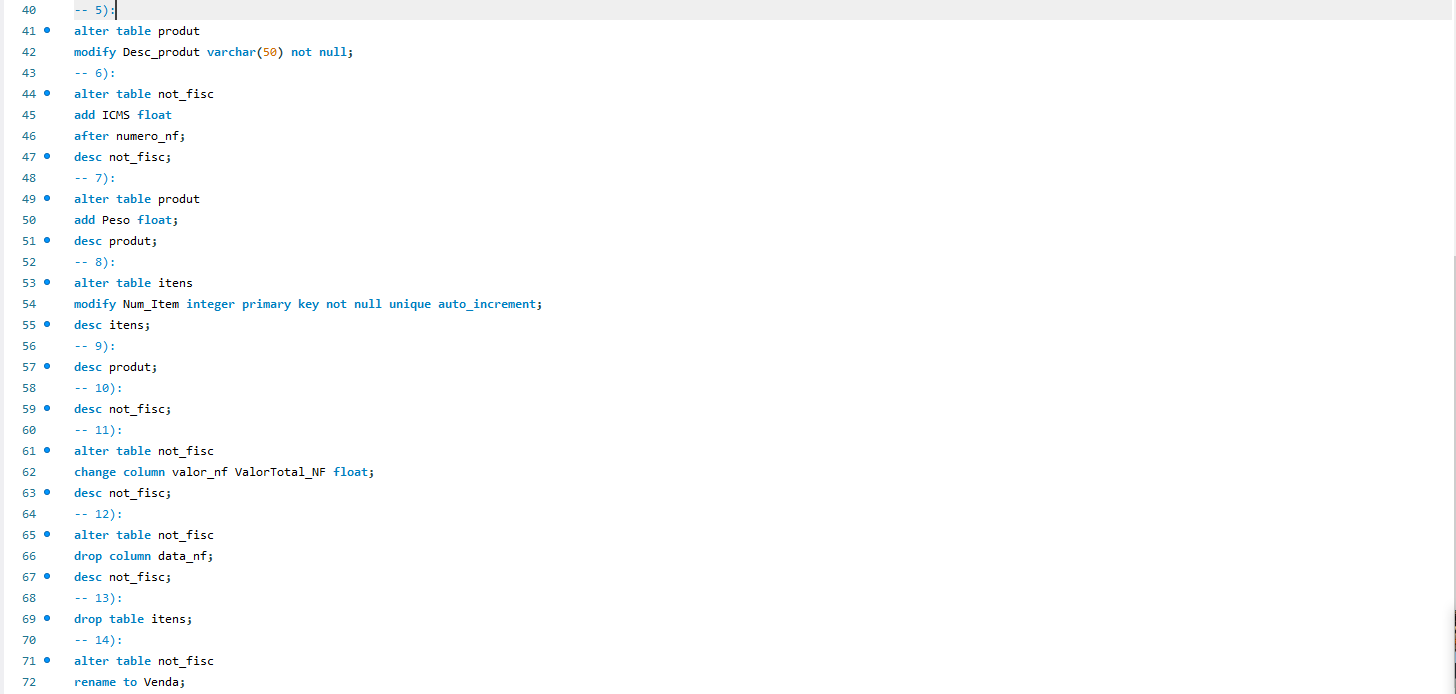 40 -- 5):
41 alter table produt
42 modify Desc_produt varchar(50) not null;
43 -- 6):
44 alter table not_fisc
45 add ICMS float
46 after numero_nf;
47 desc not_fisc;
48 -- 7):
49 alter table produt
50 add Peso float;
51 desc produt;
52 -- 8):
53 alter table itens
54 modify Num_Item integer primary key not null unique auto_increment;
55 desc itens;
56 -- 9):
57 desc produt;
58 -- 10):
59 desc not_fisc;
60 -- 11):
61 alter table not_fisc
62 change column valor_nf ValorTotal_NF float;
63 desc not_fisc;
64 -- 12):
65 alter table not_fisc
66 drop column data_nf;
67 desc not_fisc;
68 -- 13):
69 drop table itens;
70 -- 14):
71 alter table not_fisc
72 rename to Venda;